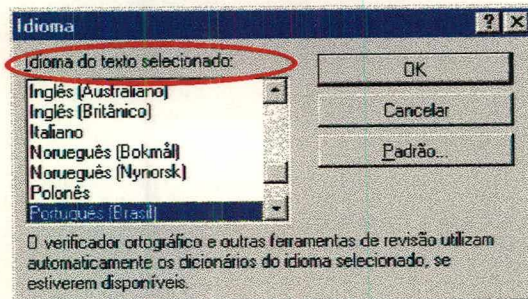 Idioma
Idioma do texto selecionado:
Inglês (Australiano)
Inglês (Britânico)
Italiano
Norueguês (Bokmål)
Norueguês (Nynorsk)
Polonês
Português (Brasil)
OK
Cancelar
Padrão...
O verificador ortográfico e outras ferramentas de revisão utilizam
automaticamente os dicionários do idioma selecionado, se
estiverem disponíveis.